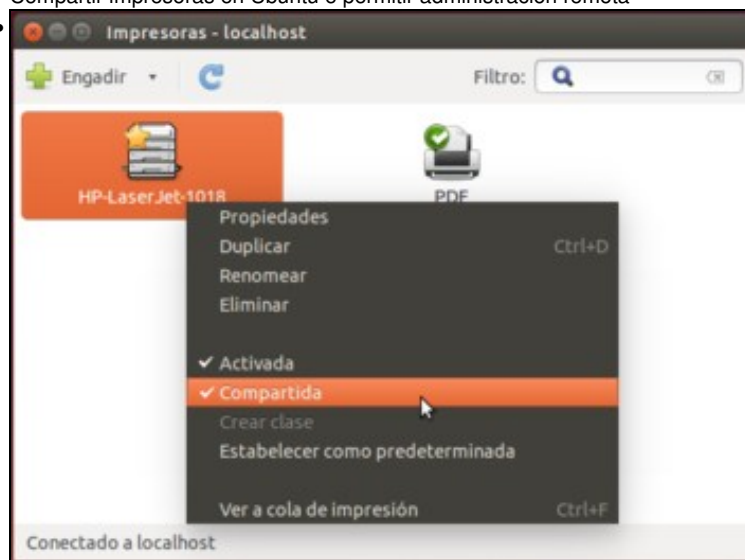 Compartir impresoras en Ubuntu e permitir administración remota
Impresoras - localhost
Engadir
Filtro:
HP-LaserJet-1018
PDF
Propiedades
Duplicar Ctrl+D
Renomear
Eliminar
Activada
Compartida
Crear clase
Estabelecer como predeterminada
Ver a cola de impresión Ctrl+F
Conectado a localhost